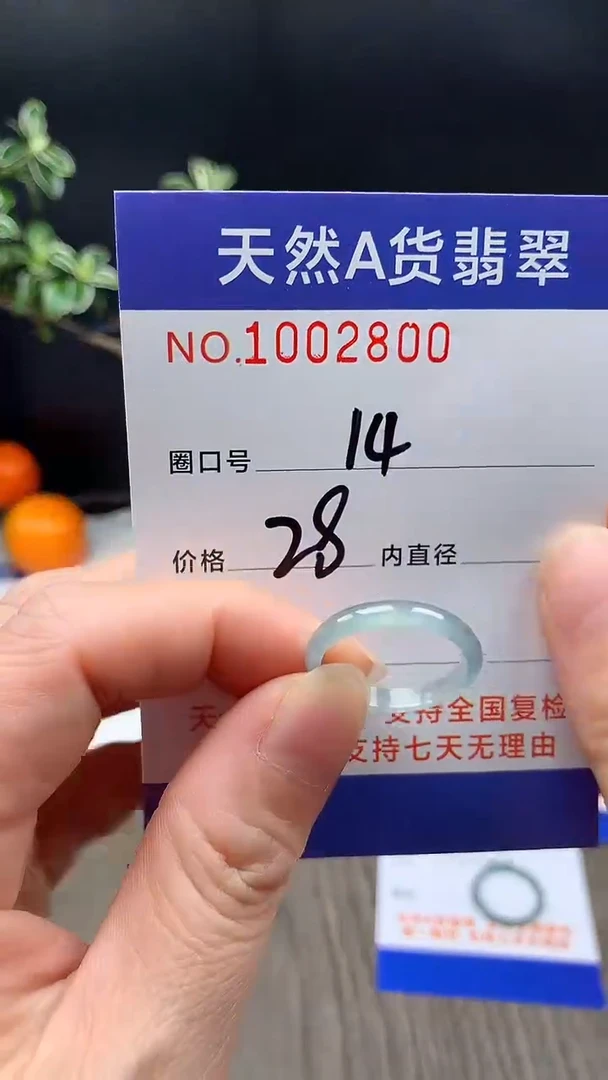 天然A货翡翠
NO.1002800
圈口号 14
价格 28 内直径
支持全国复检
支持七天无理由